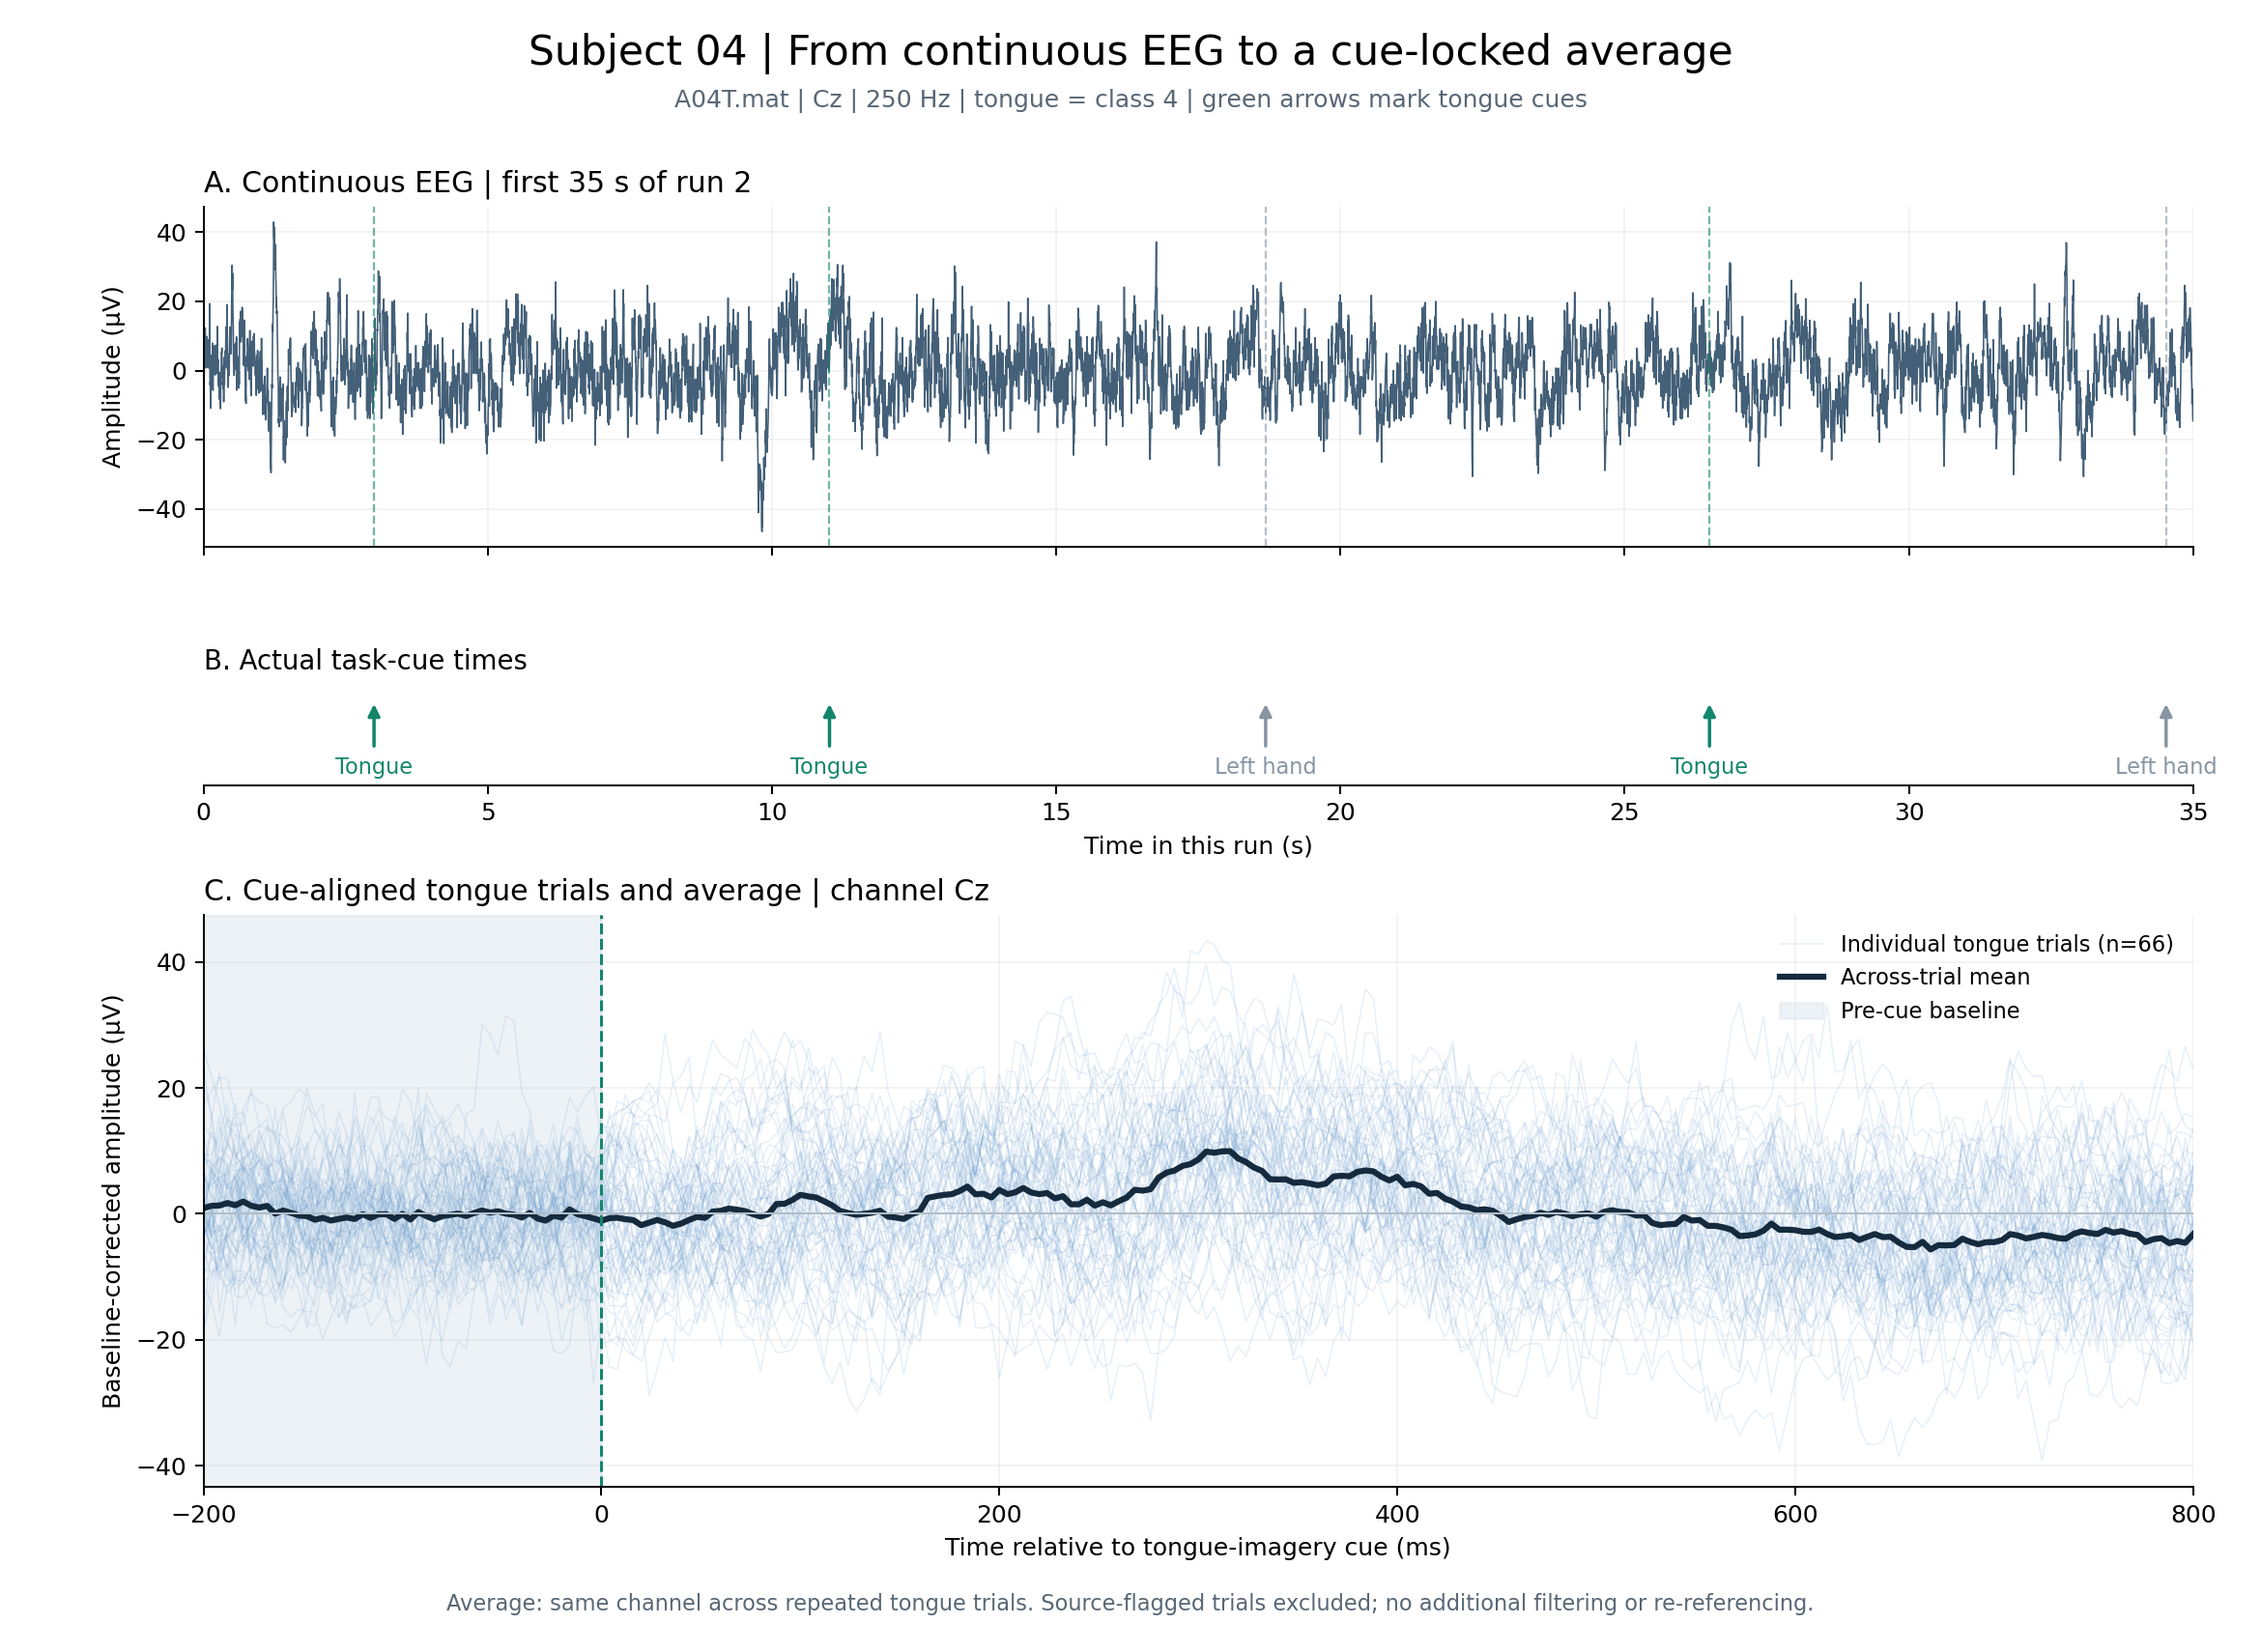 Subject 04 | From continuous EEG to a cue-locked average
A04T.mat | Cz | 250 Hz | tongue = class 4 | green arrows mark tongue cues
A. Continuous EEG | first 35 s of run 2
Amplitude (µV)
40
20
0
−20
−40
B. Actual task-cue times
Tongue
Tongue
Left hand
Tongue
Left hand
0
5
10
15
20
25
30
35
Time in this run (s)
C. Cue-aligned tongue trials and average | channel Cz
Baseline-corrected amplitude (µV)
40
20
0
−20
−40
Individual tongue trials (n=66)
Across-trial mean
Pre-cue baseline
−200
0
200
400
600
800
Time relative to tongue-imagery cue (ms)
Average: same channel across repeated tongue trials. Source-flagged trials excluded; no additional filtering or re-referencing.